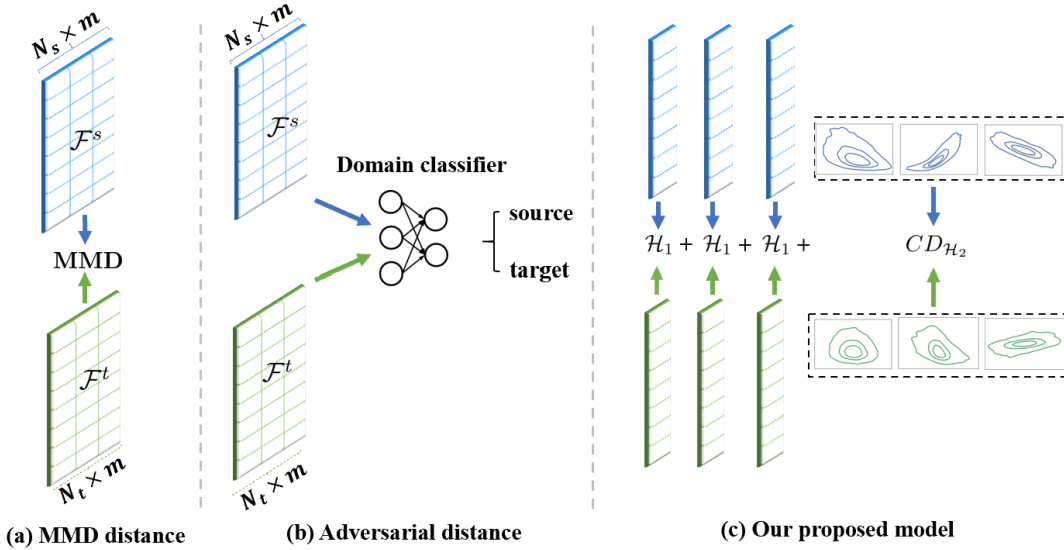 N_s × m
𝓕^s
MMD
𝓕^t
N_t × m
(a) MMD distance
N_s × m
𝓕^s
Domain classifier
source
target
𝓕^t
N_t × m
(b) Adversarial distance
𝓗_1 + 𝓗_1 + 𝓗_1 +
CD_{𝓗_2}
(c) Our proposed model